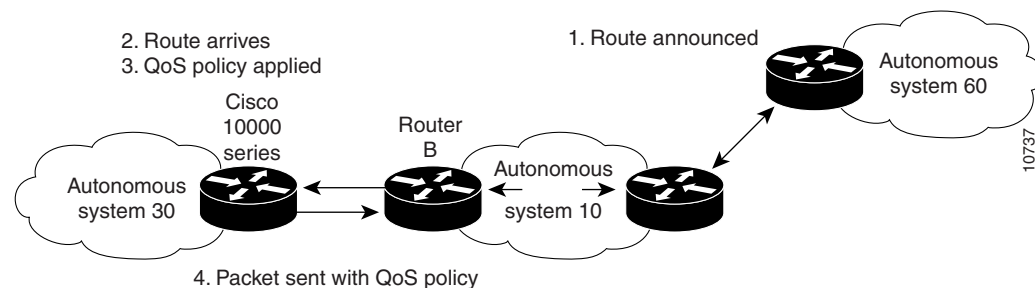 2. Route arrives
3. QoS policy applied
1. Route announced
Cisco
10000
series
Router
B
Autonomous
system 60
Autonomous
system 30
Autonomous
system 10
4. Packet sent with QoS policy
10737